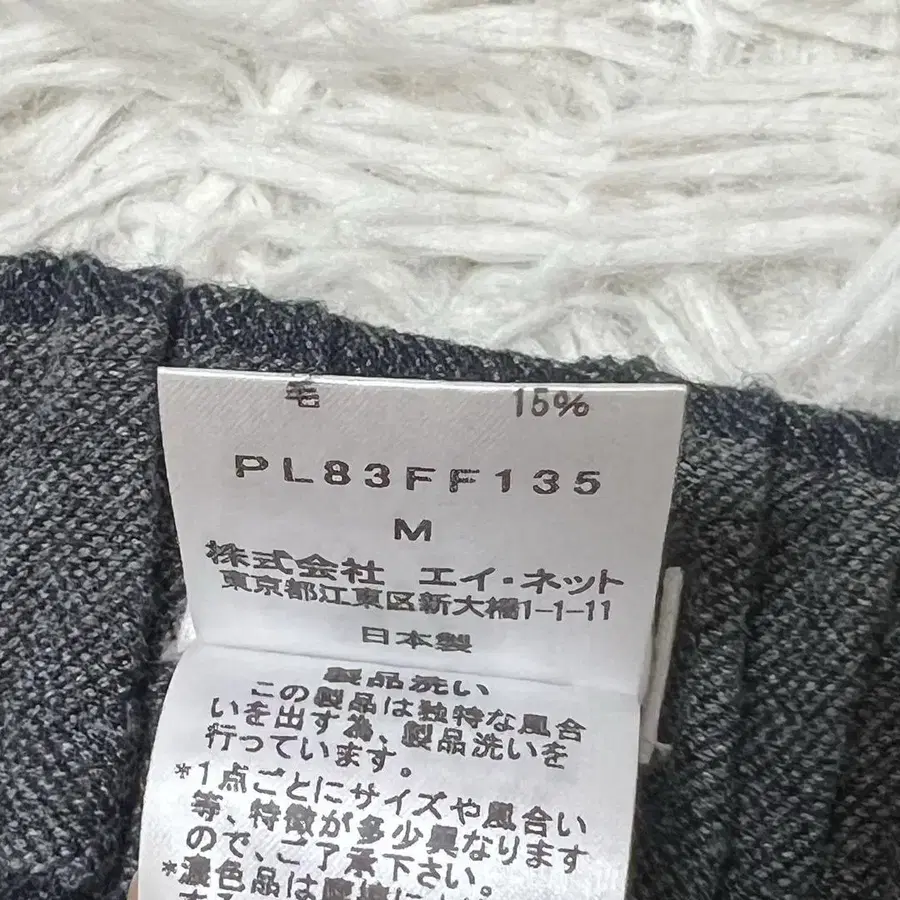 毛 15%
PL83FF135
M
株式会社 エイ・ネット
東京都江東区新大橋1-1-11
日本製
製品洗い
この製品は独特な風合
いを出す為、製品洗いを
行っています。
*1点ごとにサイズや風合い
等、特徴が多少異なります
ので、ご了承下さい。
*濃色品は